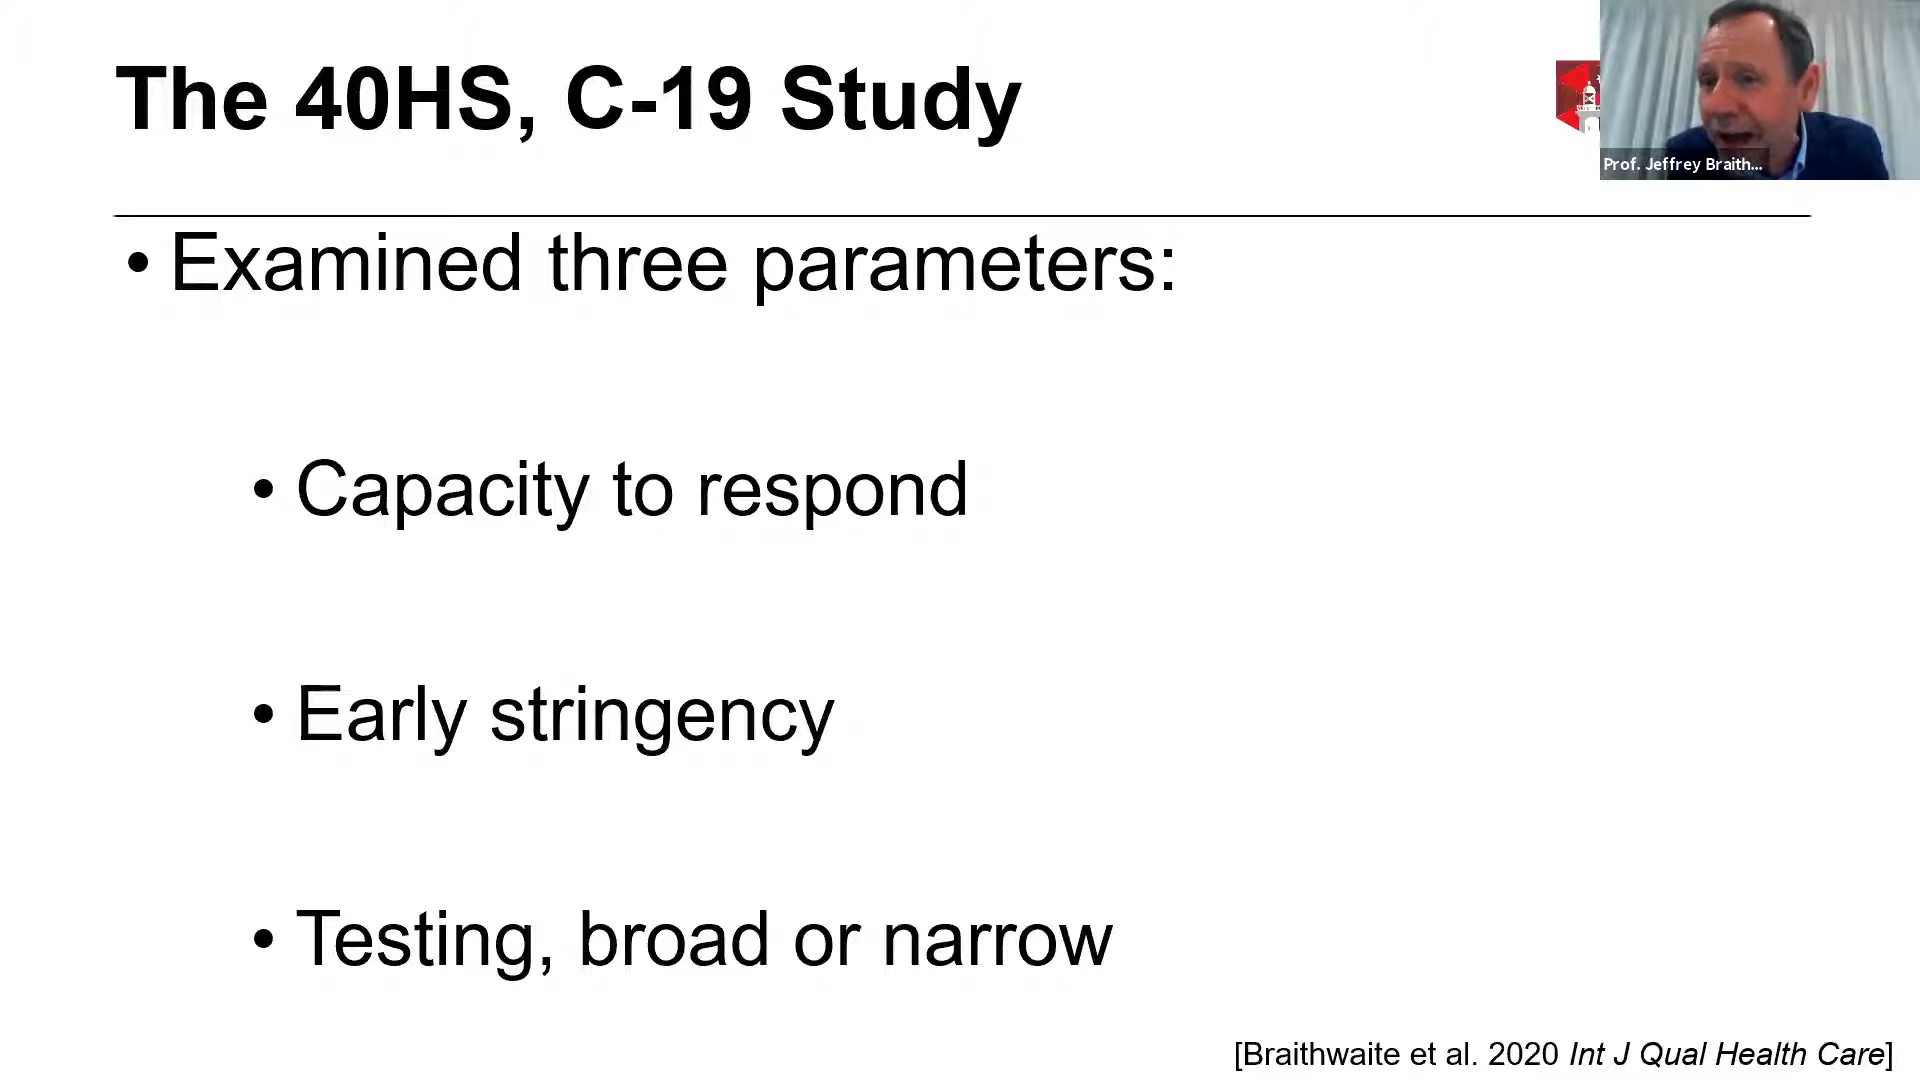 The 40HS, C-19 Study
Prof. Jeffrey Braith...
• Examined three parameters:
• Capacity to respond
• Early stringency
• Testing, broad or narrow
[Braithwaite et al. 2020 Int J Qual Health Care]